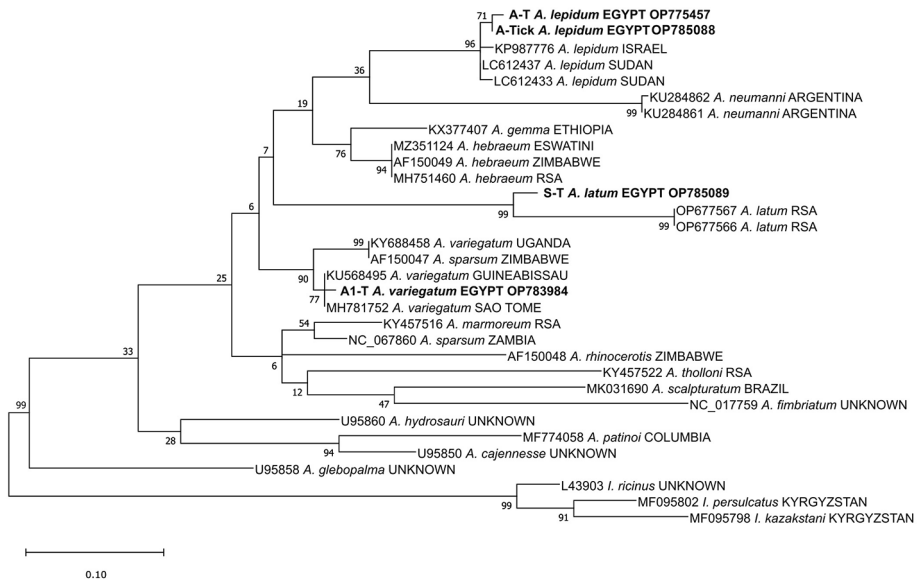 71
A-T A. lepidum EGYPT OP775457
A-Tick A. lepidum EGYPT OP785088
96
KP987776 A. lepidum ISRAEL
LC612437 A. lepidum SUDAN
36
LC612433 A. lepidum SUDAN
KU284862 A. neumanni ARGENTINA
19
99
KU284861 A. neumanni ARGENTINA
KX377407 A. gemma ETHIOPIA
MZ351124 A. hebraeum ESWATINI
76
7
AF150049 A. hebraeum ZIMBABWE
94
MH751460 A. hebraeum RSA
S-T A. latum EGYPT OP785089
6
99
OP677567 A. latum RSA
99
OP677566 A. latum RSA
99
KY688458 A. variegatum UGANDA
AF150047 A. sparsum ZIMBABWE
25
90
KU568495 A. variegatum GUINEABISSAU
A1-T A. variegatum EGYPT OP783984
77
MH781752 A. variegatum SAO TOME
54
KY457516 A. marmoreum RSA
NC_067860 A. sparsum ZAMBIA
33
6
AF150048 A. rhinocerotis ZIMBABWE
KY457522 A. tholloni RSA
12
MK031690 A. scalpturatum BRAZIL
47
NC_017759 A. fimbriatum UNKNOWN
99
U95860 A. hydrosauri UNKNOWN
28
MF774058 A. patinoi COLUMBIA
94
U95850 A. cajennesse UNKNOWN
U95858 A. glebopalma UNKNOWN
L43903 I. ricinus UNKNOWN
99
MF095802 I. persulcatus KYRGYZSTAN
91
MF095798 I. kazakstani KYRGYZSTAN
0.10